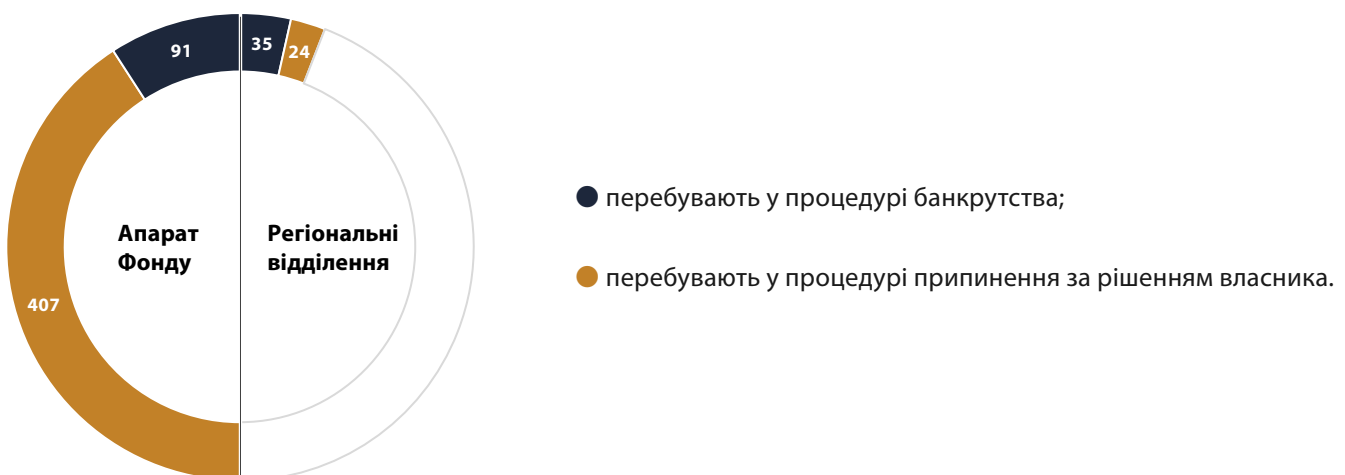 91
35
24
407
Апарат
Фонду
Регіональні
відділення
перебувають у процедурі банкрутства;
перебувають у процедурі припинення за рішенням власника.